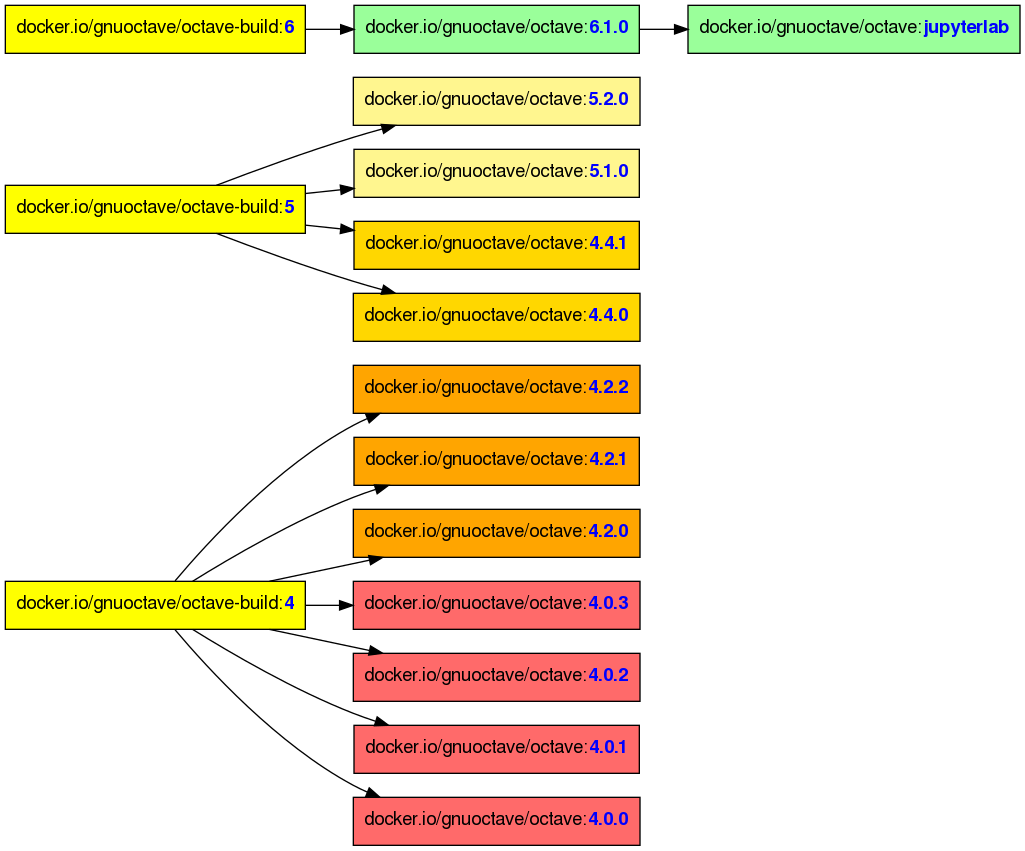 docker.io/gnuoctave/octave-build:6
docker.io/gnuoctave/octave:6.1.0
docker.io/gnuoctave/octave:jupyterlab
docker.io/gnuoctave/octave-build:5
docker.io/gnuoctave/octave:5.2.0
docker.io/gnuoctave/octave:5.1.0
docker.io/gnuoctave/octave:4.4.1
docker.io/gnuoctave/octave:4.4.0
docker.io/gnuoctave/octave-build:4
docker.io/gnuoctave/octave:4.2.2
docker.io/gnuoctave/octave:4.2.1
docker.io/gnuoctave/octave:4.2.0
docker.io/gnuoctave/octave:4.0.3
docker.io/gnuoctave/octave:4.0.2
docker.io/gnuoctave/octave:4.0.1
docker.io/gnuoctave/octave:4.0.0